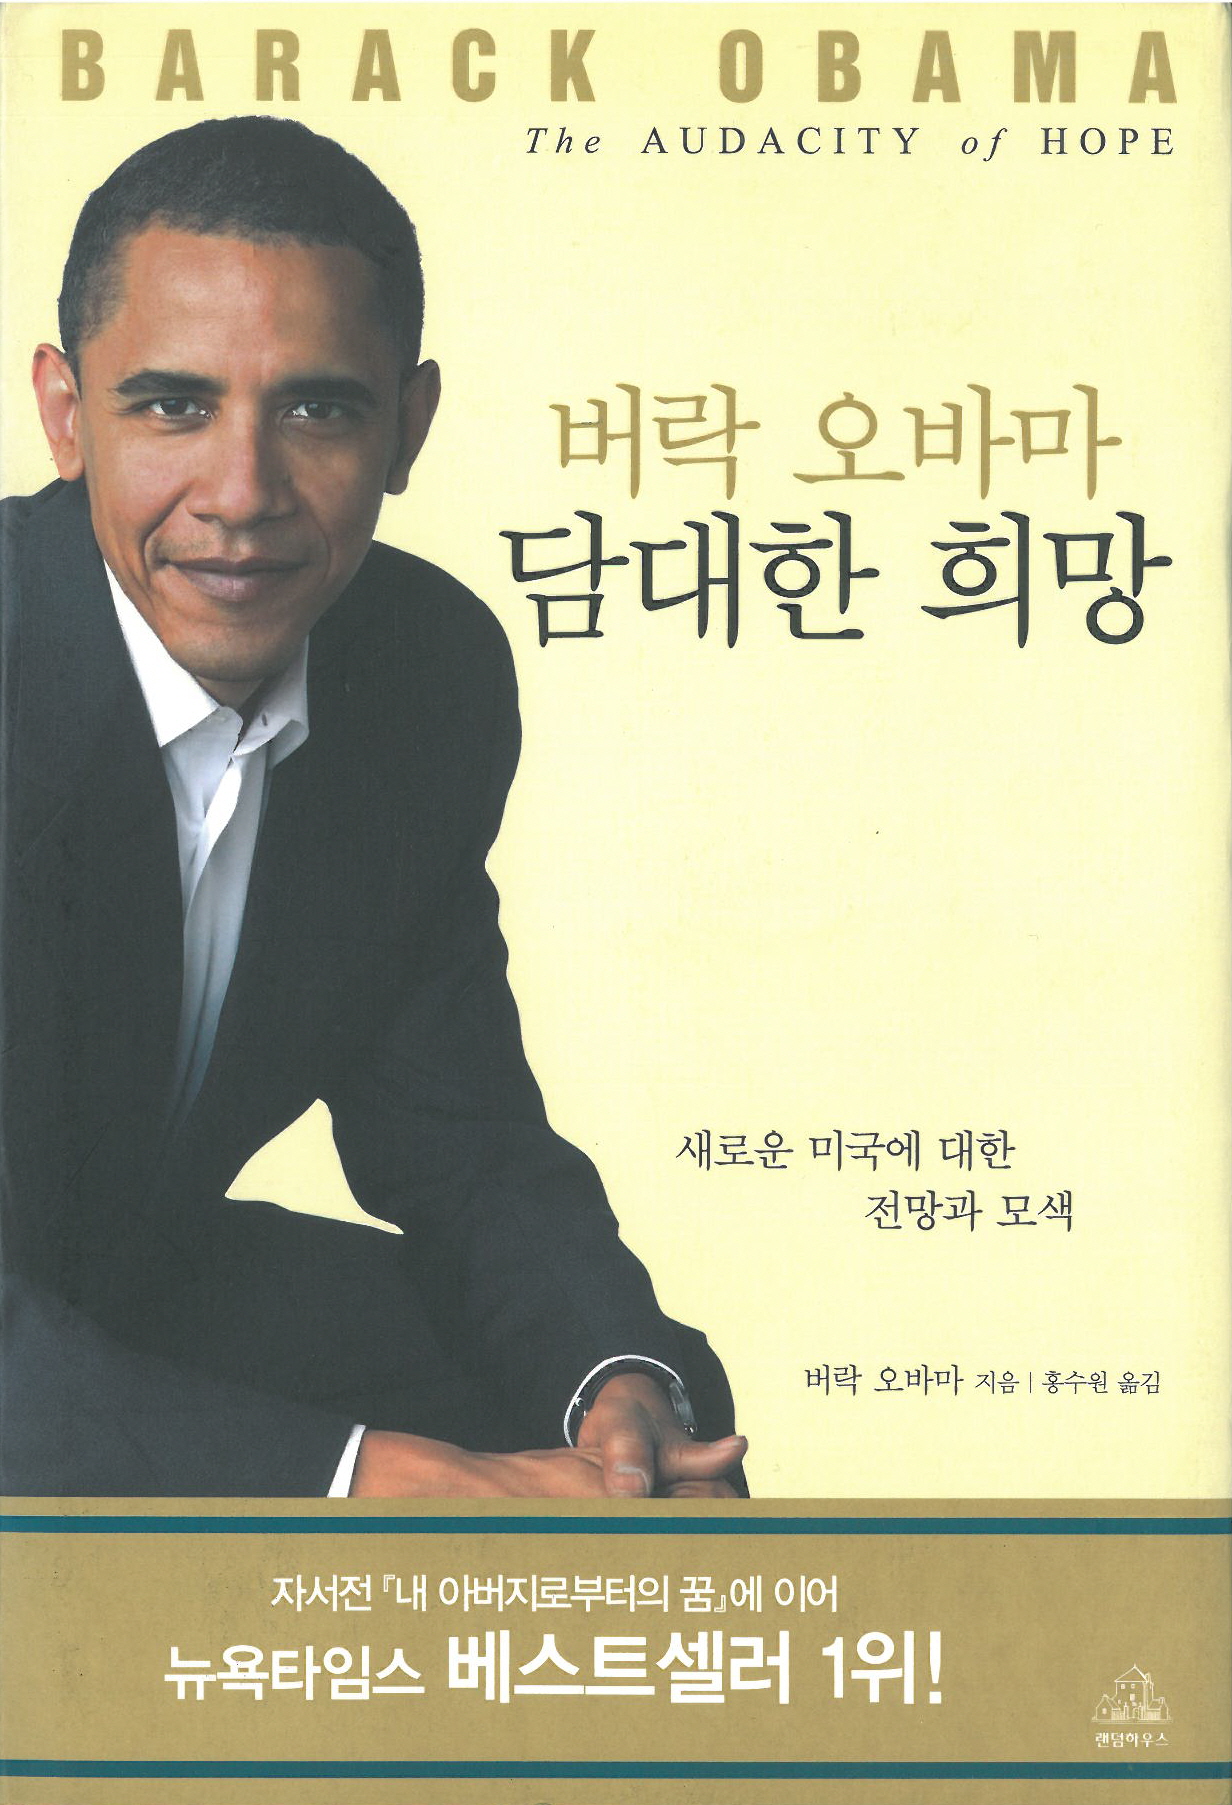 BARACK OBAMA
The AUDACITY of HOPE
버락 오바마
담대한 희망
새로운 미국에 대한
전망과 모색
버락 오바마 지음 | 홍수원 옮김
자서전 『내 아버지로부터의 꿈』에 이어
뉴욕타임스 베스트셀러 1위!
랜덤하우스